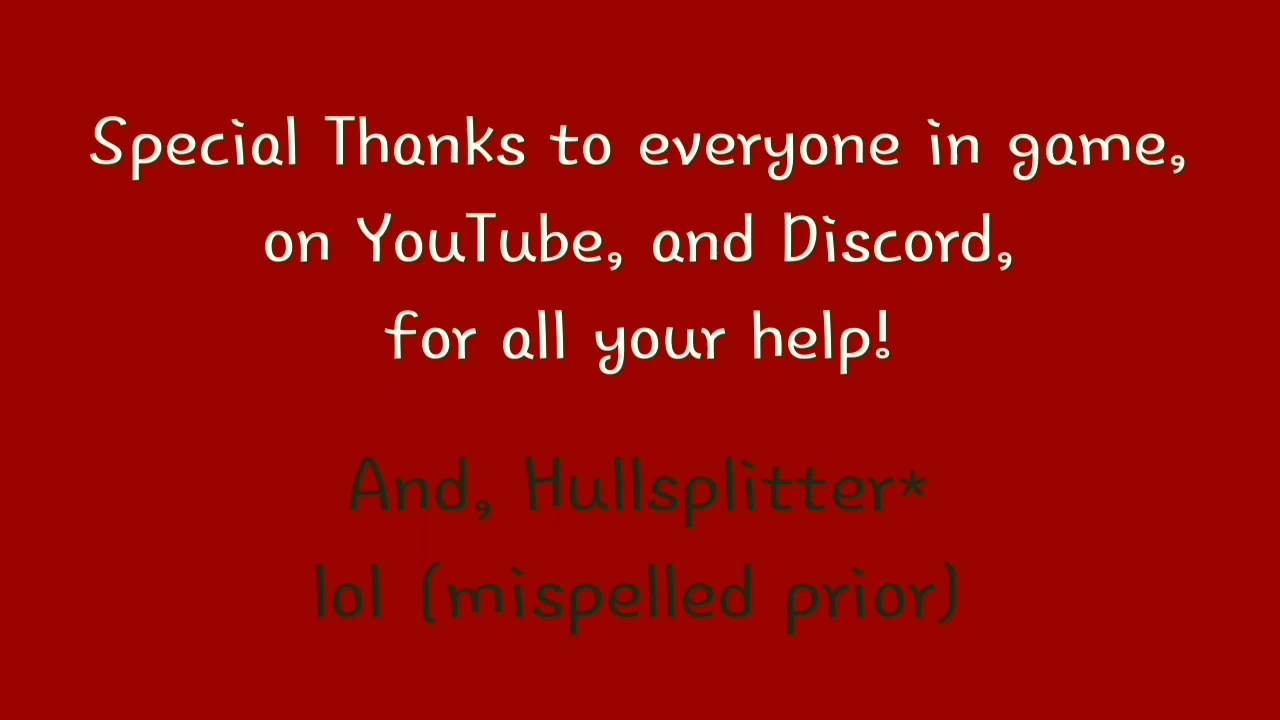 Special Thanks to everyone in game,
on YouTube, and Discord,
for all your help!
And, Hullsplitter*
lol (mispelled prior)